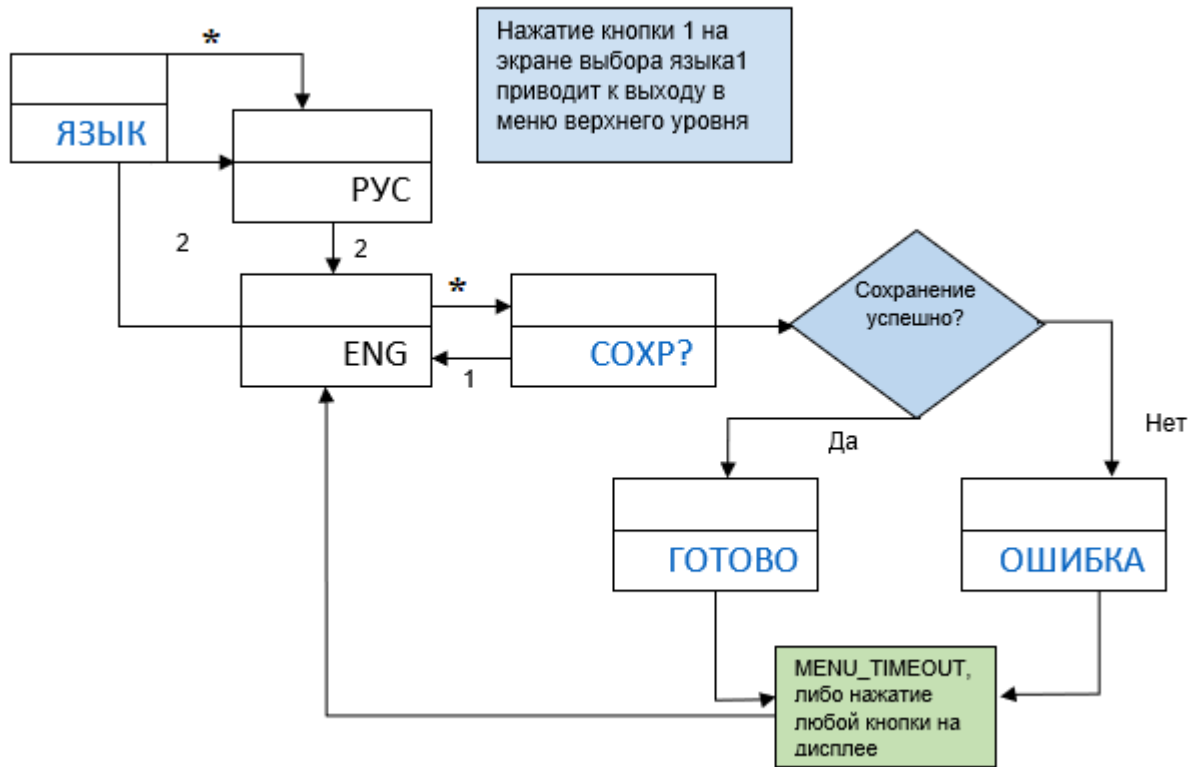 *
Нажатие кнопки 1 на
экране выбора языка1
приводит к выходу в
меню верхнего уровня
ЯЗЫК
РУС
2
2
*
Сохранение
успешно?
ENG
1
СОХР?
Да
Нет
ГОТОВО
ОШИБКА
MENU_TIMEOUT,
либо нажатие
любой кнопки на
дисплее